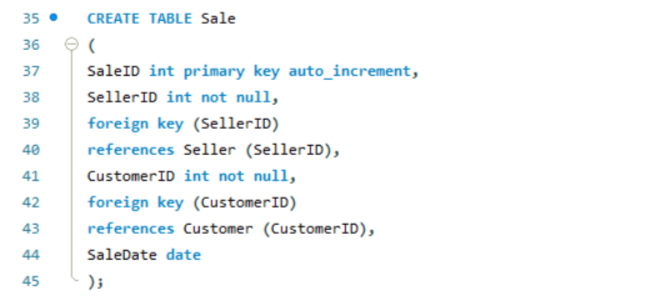 35 CREATE TABLE Sale
36 (
37 SaleID int primary key auto_increment,
38 SellerID int not null,
39 foreign key (SellerID)
40 references Seller (SellerID),
41 CustomerID int not null,
42 foreign key (CustomerID)
43 references Customer (CustomerID),
44 SaleDate date
45 );